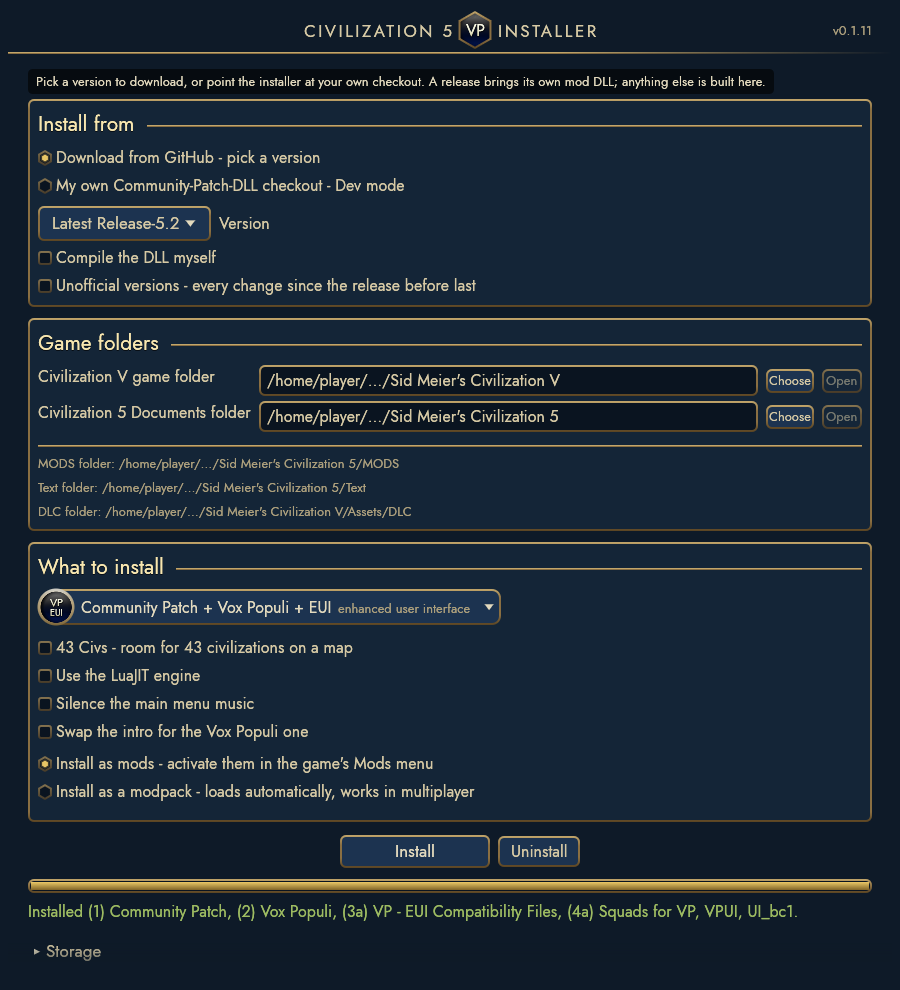 CIVILIZATION 5 VP INSTALLER
v0.1.11
Pick a version to download, or point the installer at your own checkout. A release brings its own mod DLL; anything else is built here.
Install from
Download from GitHub - pick a version
My own Community-Patch-DLL checkout - Dev mode
Latest Release-5.2 Version
Compile the DLL myself
Unofficial versions - every change since the release before last
Game folders
Civilization V game folder /home/player/.../Sid Meier's Civilization V Choose Open
Civilization 5 Documents folder /home/player/.../Sid Meier's Civilization 5 Choose Open
MODS folder: /home/player/.../Sid Meier's Civilization 5/MODS
Text folder: /home/player/.../Sid Meier's Civilization 5/Text
DLC folder: /home/player/.../Sid Meier's Civilization V/Assets/DLC
What to install
VP
EUI
Community Patch + Vox Populi + EUI enhanced user interface
43 Civs - room for 43 civilizations on a map
Use the LuaJIT engine
Silence the main menu music
Swap the intro for the Vox Populi one
Install as mods - activate them in the game's Mods menu
Install as a modpack - loads automatically, works in multiplayer
Install Uninstall
Installed (1) Community Patch, (2) Vox Populi, (3a) VP - EUI Compatibility Files, (4a) Squads for VP, VPUI, UI_bc1.
Storage